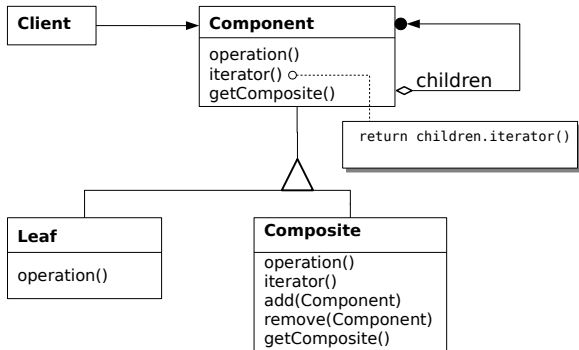 Client
Component
operation()
iterator()
getComposite()
children
return children.iterator()
Leaf
operation()
Composite
operation()
iterator()
add(Component)
remove(Component)
getComposite()